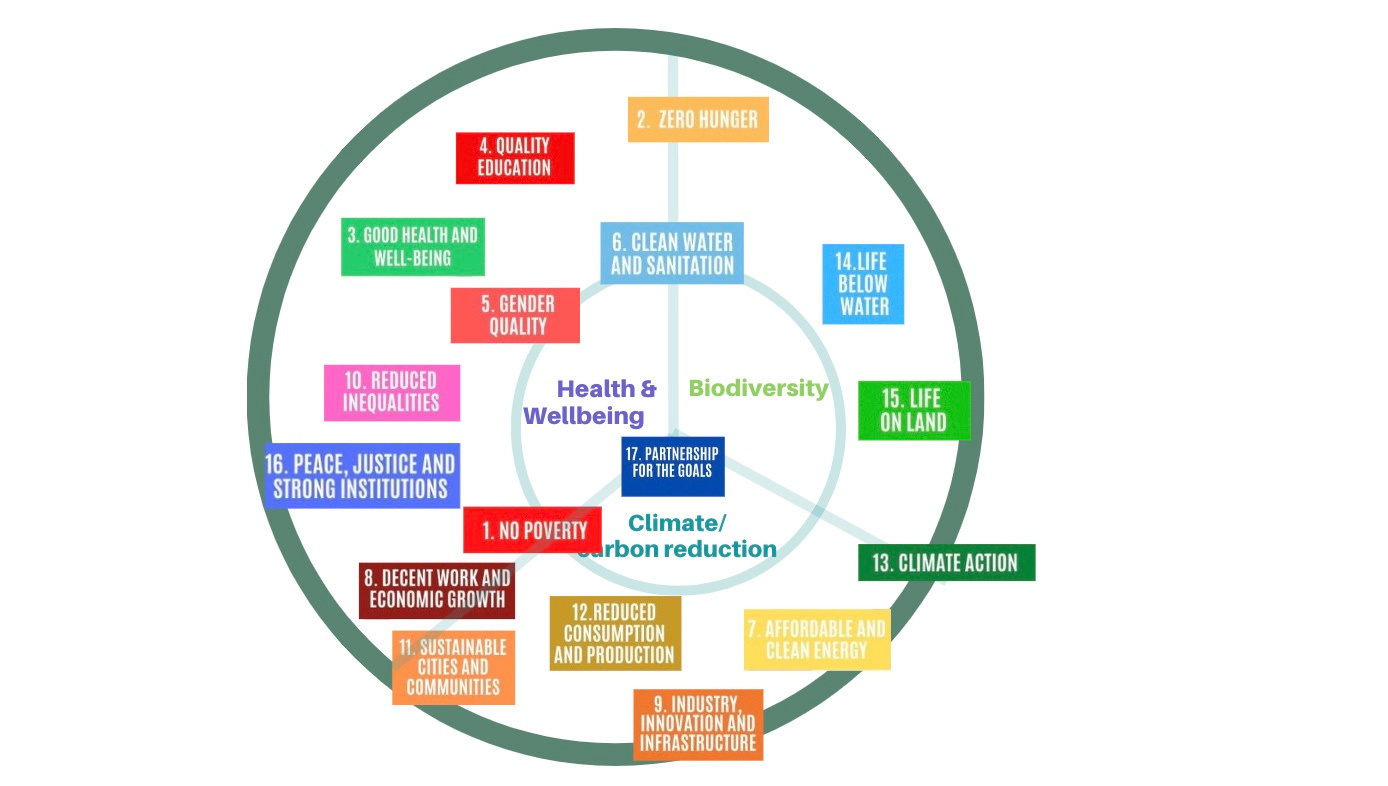 2. ZERO HUNGER
4. QUALITY
EDUCATION
3. GOOD HEALTH AND
WELL-BEING
6. CLEAN WATER
AND SANITATION
14.LIFE
BELOW
WATER
5. GENDER
QUALITY
10. REDUCED
INEQUALITIES
Health &
Wellbeing
Biodiversity
15. LIFE
ON LAND
16. PEACE, JUSTICE AND
STRONG INSTITUTIONS
17. PARTNERSHIP
FOR THE GOALS
1. NO POVERTY
Climate/
carbon reduction
13. CLIMATE ACTION
8. DECENT WORK AND
ECONOMIC GROWTH
12.REDUCED
CONSUMPTION
AND PRODUCTION
7. AFFORDABLE AND
CLEAN ENERGY
11. SUSTAINABLE
CITIES AND
COMMUNITIES
9. INDUSTRY,
INNOVATION AND
INFRASTRUCTURE